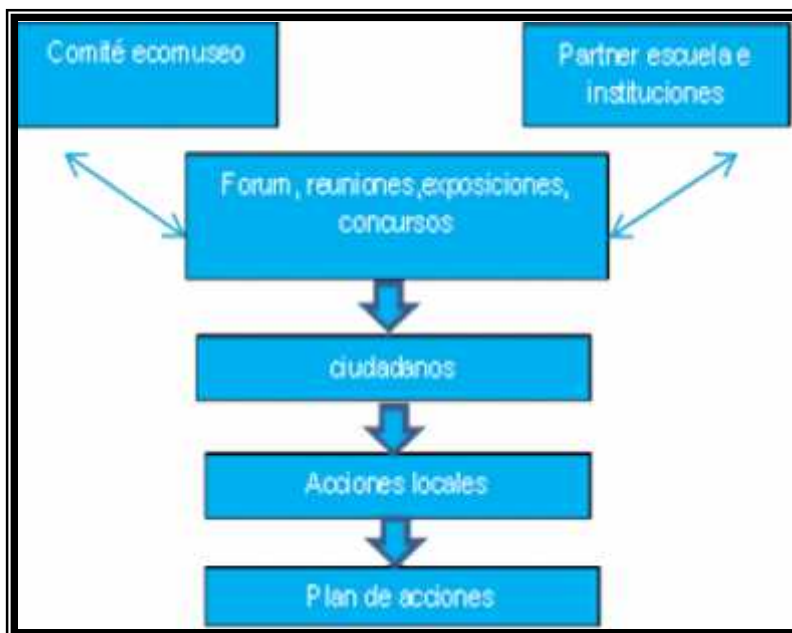 Comité ecomuseo
Partner escuela e
instituciones
Forum, reuniones,exposiciones,
concursos
ciudadanos
Acciones locales
Plan de acciones